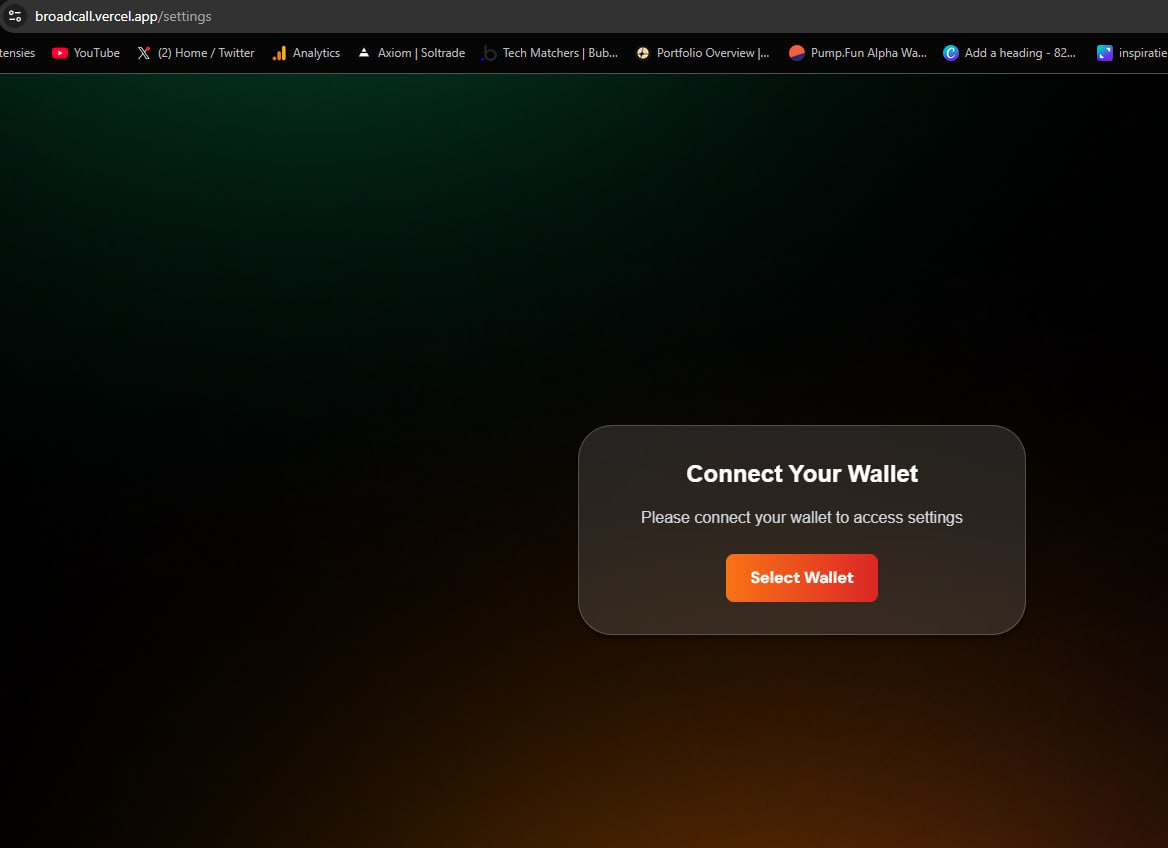 broadcall.vercel.app/settings
tensies YouTube (2) Home / Twitter Analytics Axiom | Soltrade Tech Matchers | Bub... Portfolio Overview |... Pump.Fun Alpha Wa... Add a heading - 82... inspiratie
Connect Your Wallet
Please connect your wallet to access settings
Select Wallet